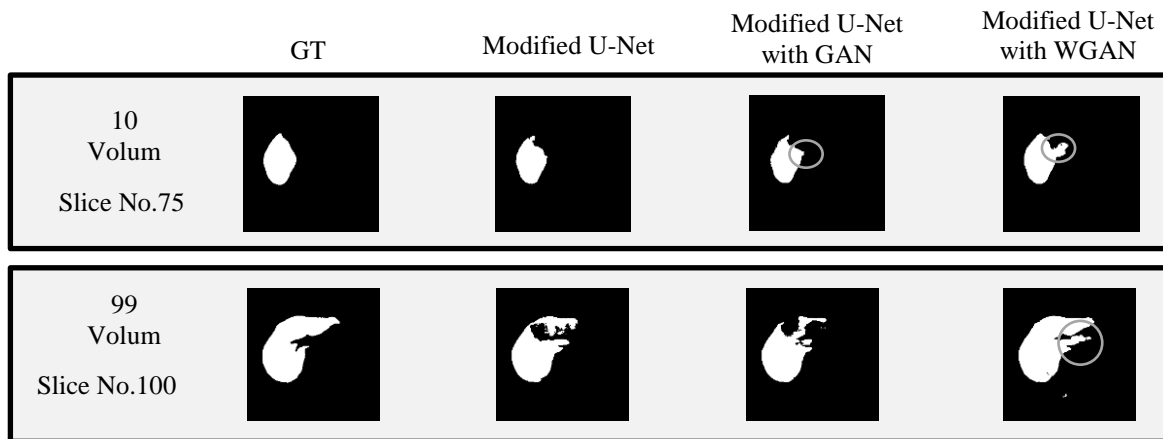 GT
Modified U-Net
Modified U-Net
with GAN
Modified U-Net
with WGAN
10
Volum
Slice No.75
99
Volum
Slice No.100